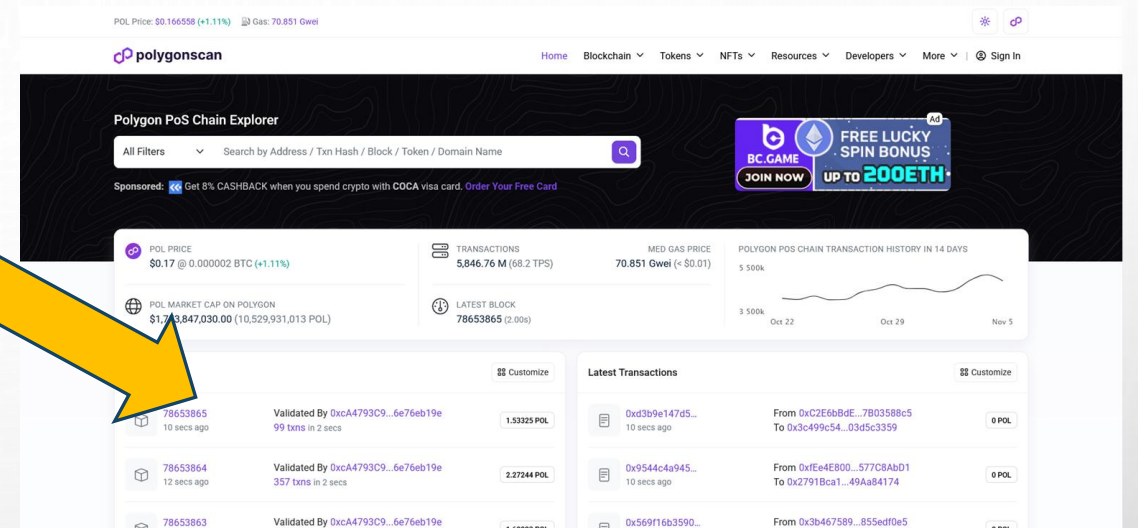 POL Price: $0.166558 (+1.11%) Gas: 70.851 Gwei
polygonscan
Home Blockchain Tokens NFTs Resources Developers More | Sign In
Polygon PoS Chain Explorer
All Filters Search by Address / Txn Hash / Block / Token / Domain Name
Sponsored: Get 8% CASHBACK when you spend crypto with COCA visa card. Order Your Free Card
Ad
BC.GAME
JOIN NOW
FREE LUCKY
SPIN BONUS
UP TO 200ETH
POL PRICE
$0.17 @ 0.000002 BTC (+1.11%)
POL MARKET CAP ON POLYGON
(10,529,931,013 POL)
TRANSACTIONS
5,846.76 M (68.2 TPS)
MED GAS PRICE
70.851 Gwei (< $0.01)
LATEST BLOCK
78653865 (2.00s)
POLYGON POS CHAIN TRANSACTION HISTORY IN 14 DAYS
5 500k
3 500k
Oct 22 Oct 29 Nov 5
Customize
78653865 Validated By 0xcA4793C9...6e76eb19e 1.53325 POL
10 secs ago 99 txns in 2 secs
78653864 Validated By 0xcA4793C9...6e76eb19e 2.27244 POL
12 secs ago 357 txns in 2 secs
78653863 Validated By 0xcA4793C9...6e76eb19e
Latest Transactions Customize
0xd3b9e147d5... From 0xC2E6bBdE...7B03588c5 0 POL
10 secs ago To 0x3c499c54...03d5c3359
0x9544c4a945... From 0xfEe4E800...577C8AbD1 0 POL
10 secs ago To 0x2791Bca1...49Aa84174
0x569f16b3590... From 0x3b467589...855edf0e5